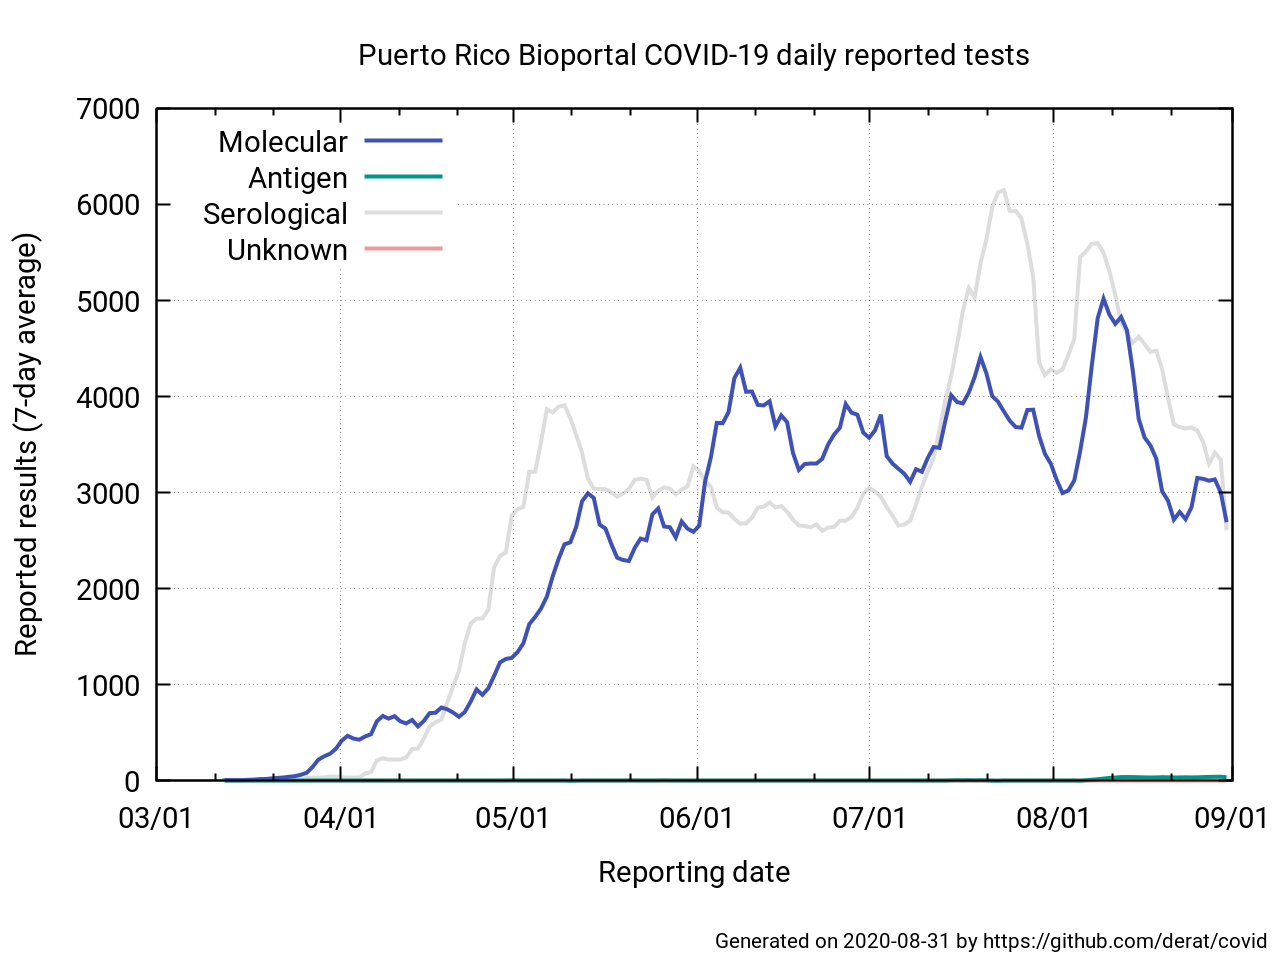 Puerto Rico Bioportal COVID-19 daily reported tests
7000
6000
5000
4000
3000
2000
1000
0
Reported results (7-day average)
Molecular
Antigen
Serological
Unknown
03/01 04/01 05/01 06/01 07/01 08/01 09/01
Reporting date
Generated on 2020-08-31 by https://github.com/derat/covid